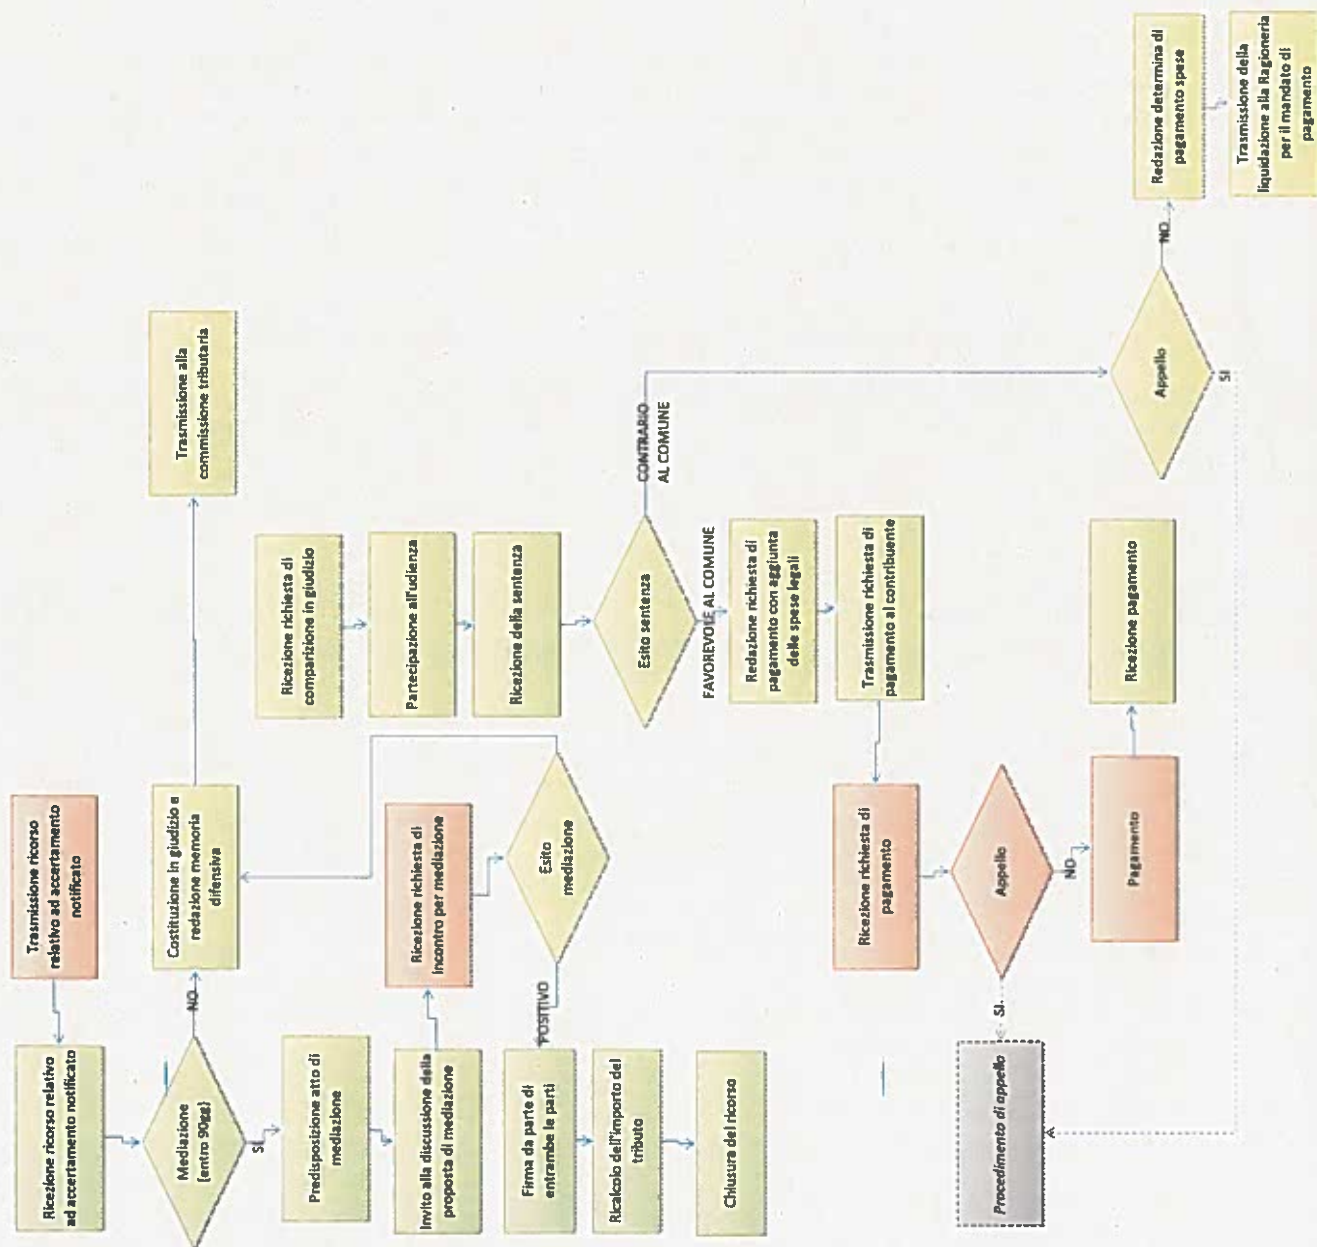 Trasmissione ricorso
relativo ad accertamento
notificato
Ricezione ricorso relativo
ad accertamento notificato
Mediazione
(entro 90gg)
NO
SI
Costituzione in giudizio e
redazione memoria
difensiva
Trasmissione alla
commissione tributaria
Predisposizione atto di
mediazione
Invito alla discussione della
proposta di mediazione
Ricezione richiesta di
incontro per mediazione
Esito
mediazione
POSITIVO
Firma da parte di
entrambe le parti
Ricalcolo dell'importo del
tributo
Chiusura del ricorso
Ricezione richiesta di
comparizione in giudizio
Partecipazione all'udienza
Ricezione della sentenza
Esito sentenza
CONTRARIO
AL COMUNE
FAVOREVOLE AL COMUNE
Redazione richiesta di
pagamento con aggiunta
delle spese legali
Trasmissione richiesta di
pagamento al contribuente
Ricezione richiesta di
pagamento
Appello
SI
NO
Pagamento
Ricezione pagamento
Procedimento di appello
Appello
SI
NO
Redazione determina di
pagamento spese
Trasmissione della
liquidazione alla Ragioneria
per il mandato di
pagamento